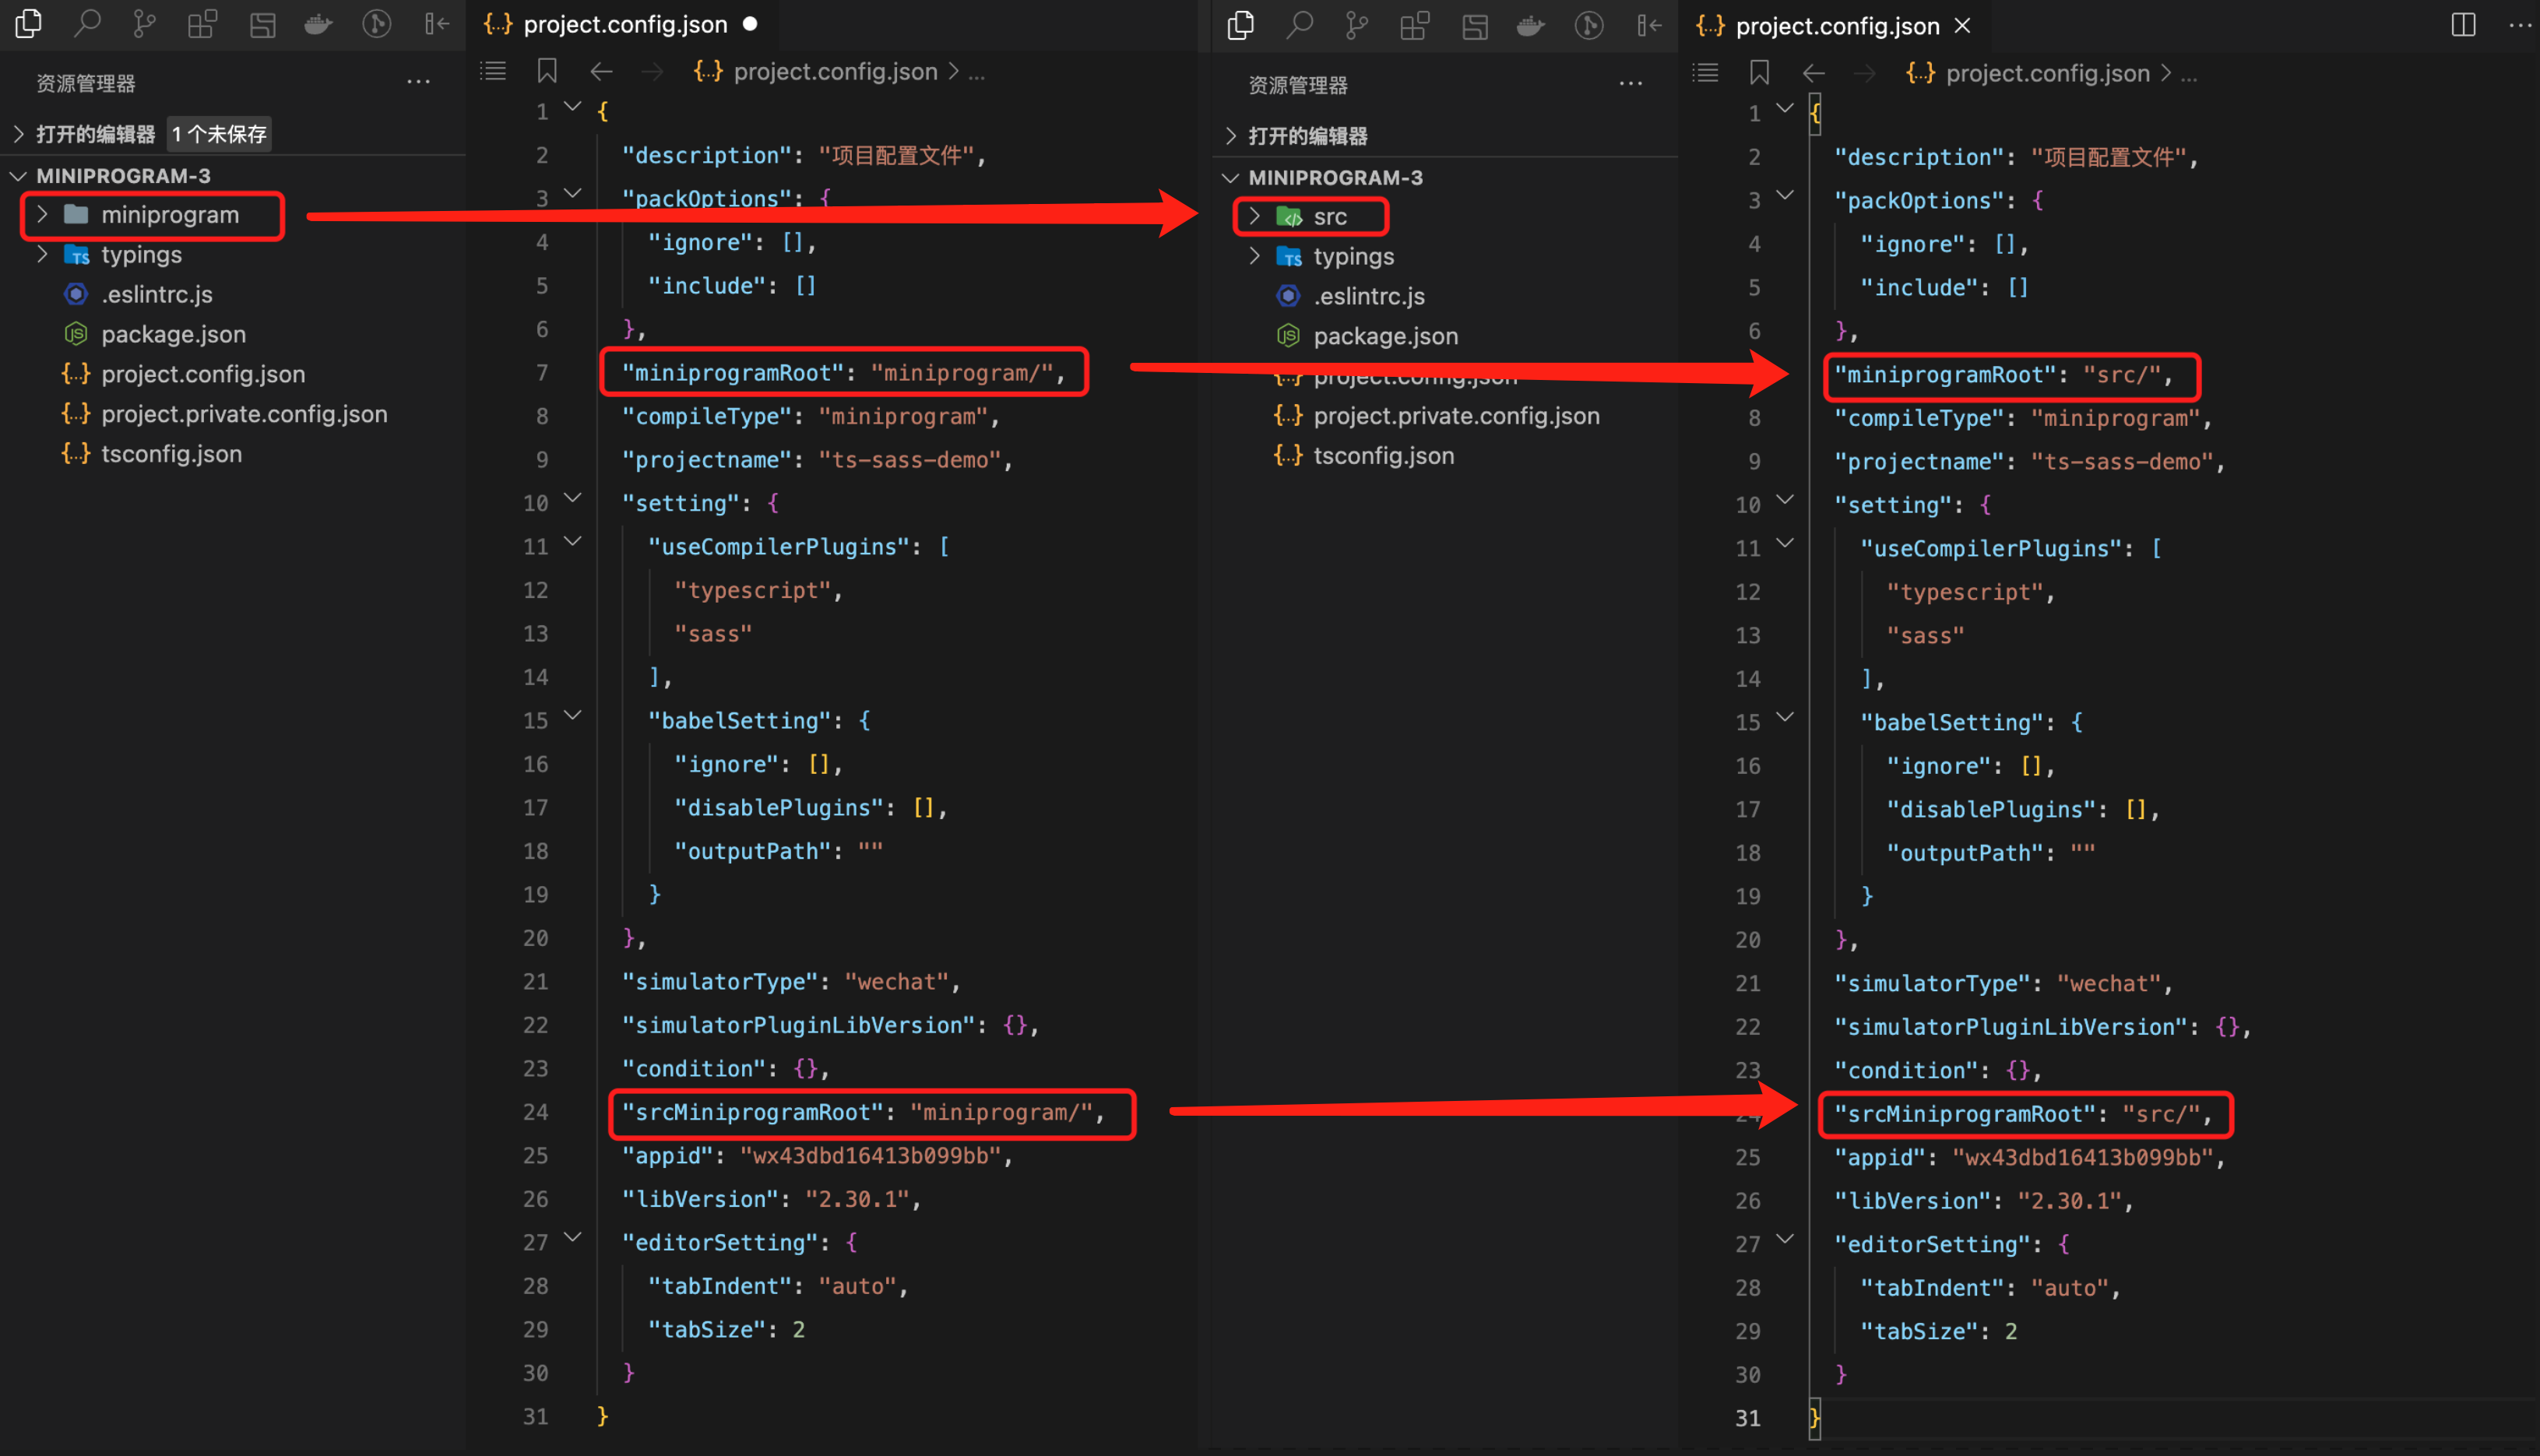 project.config.json
资源管理器
打开的编辑器 1 个未保存
MINIPROGRAM-3
miniprogram
typings
.eslintrc.js
package.json
project.config.json
project.private.config.json
tsconfig.json
project.config.json > ...
1 {
2 "description": "项目配置文件",
3 "packOptions": {
4 "ignore": [],
5 "include": []
6 },
7 "miniprogramRoot": "miniprogram/",
8 "compileType": "miniprogram",
9 "projectname": "ts-sass-demo",
10 "setting": {
11 "useCompilerPlugins": [
12 "typescript",
13 "sass"
14 ],
15 "babelSetting": {
16 "ignore": [],
17 "disablePlugins": [],
18 "outputPath": ""
19 }
20 },
21 "simulatorType": "wechat",
22 "simulatorPluginLibVersion": {},
23 "condition": {},
24 "srcMiniprogramRoot": "miniprogram/",
25 "appid": "wx43dbd16413b099bb",
26 "libVersion": "2.30.1",
27 "editorSetting": {
28 "tabIndent": "auto",
29 "tabSize": 2
30 }
31 }
project.config.json
资源管理器
打开的编辑器
MINIPROGRAM-3
src
typings
.eslintrc.js
package.json
project.config.json
project.private.config.json
tsconfig.json
project.config.json > ...
1 {
2 "description": "项目配置文件",
3 "packOptions": {
4 "ignore": [],
5 "include": []
6 },
"miniprogramRoot": "src/",
8 "compileType": "miniprogram",
9 "projectname": "ts-sass-demo",
10 "setting": {
11 "useCompilerPlugins": [
12 "typescript",
13 "sass"
14 ],
15 "babelSetting": {
16 "ignore": [],
17 "disablePlugins": [],
18 "outputPath": ""
19 }
20 },
21 "simulatorType": "wechat",
22 "simulatorPluginLibVersion": {},
23 "condition": {},
24 "srcMiniprogramRoot": "src/",
25 "appid": "wx43dbd16413b099bb",
26 "libVersion": "2.30.1",
27 "editorSetting": {
28 "tabIndent": "auto",
29 "tabSize": 2
30 }
31 }